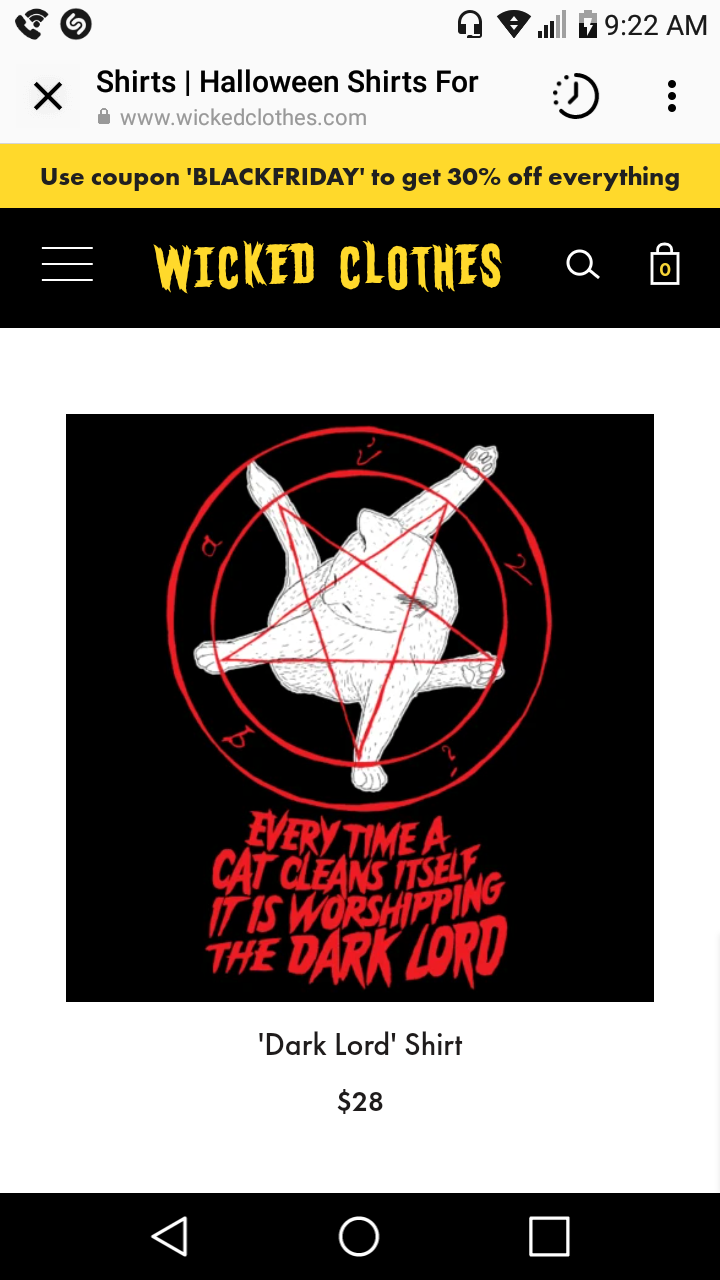 9:22 AM
Shirts | Halloween Shirts For
www.wickedclothes.com
Use coupon 'BLACKFRIDAY' to get 30% off everything
WICKED CLOTHES
0
EVERY TIME A
CAT CLEANS ITSELF
IT IS WORSHIPPING
THE DARK LORD
'Dark Lord' Shirt
$28